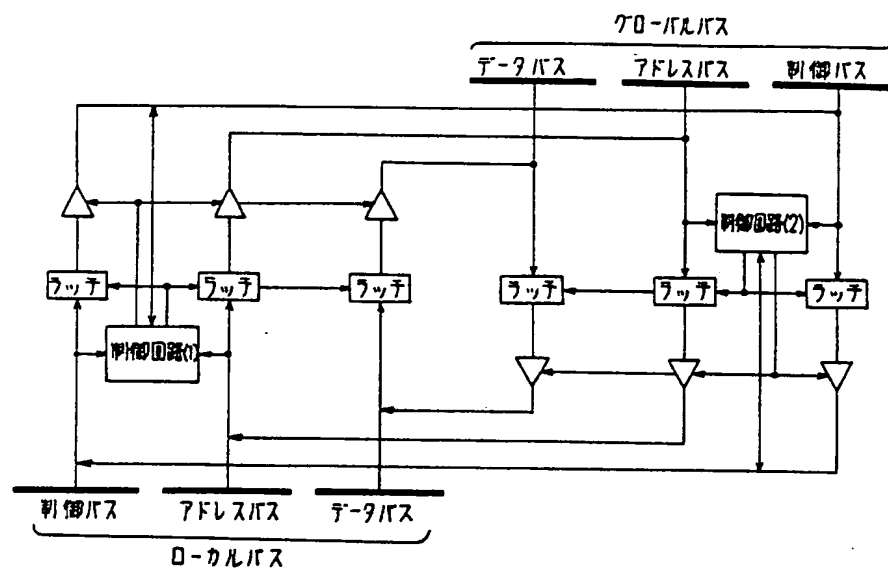 グローバルバス
データバス アドレスバス 制御バス
制御回路(2)
ラッチ ラッチ ラッチ ラッチ ラッチ ラッチ
制御回路(1)
制御バス アドレスバス データバス
ローカルバス